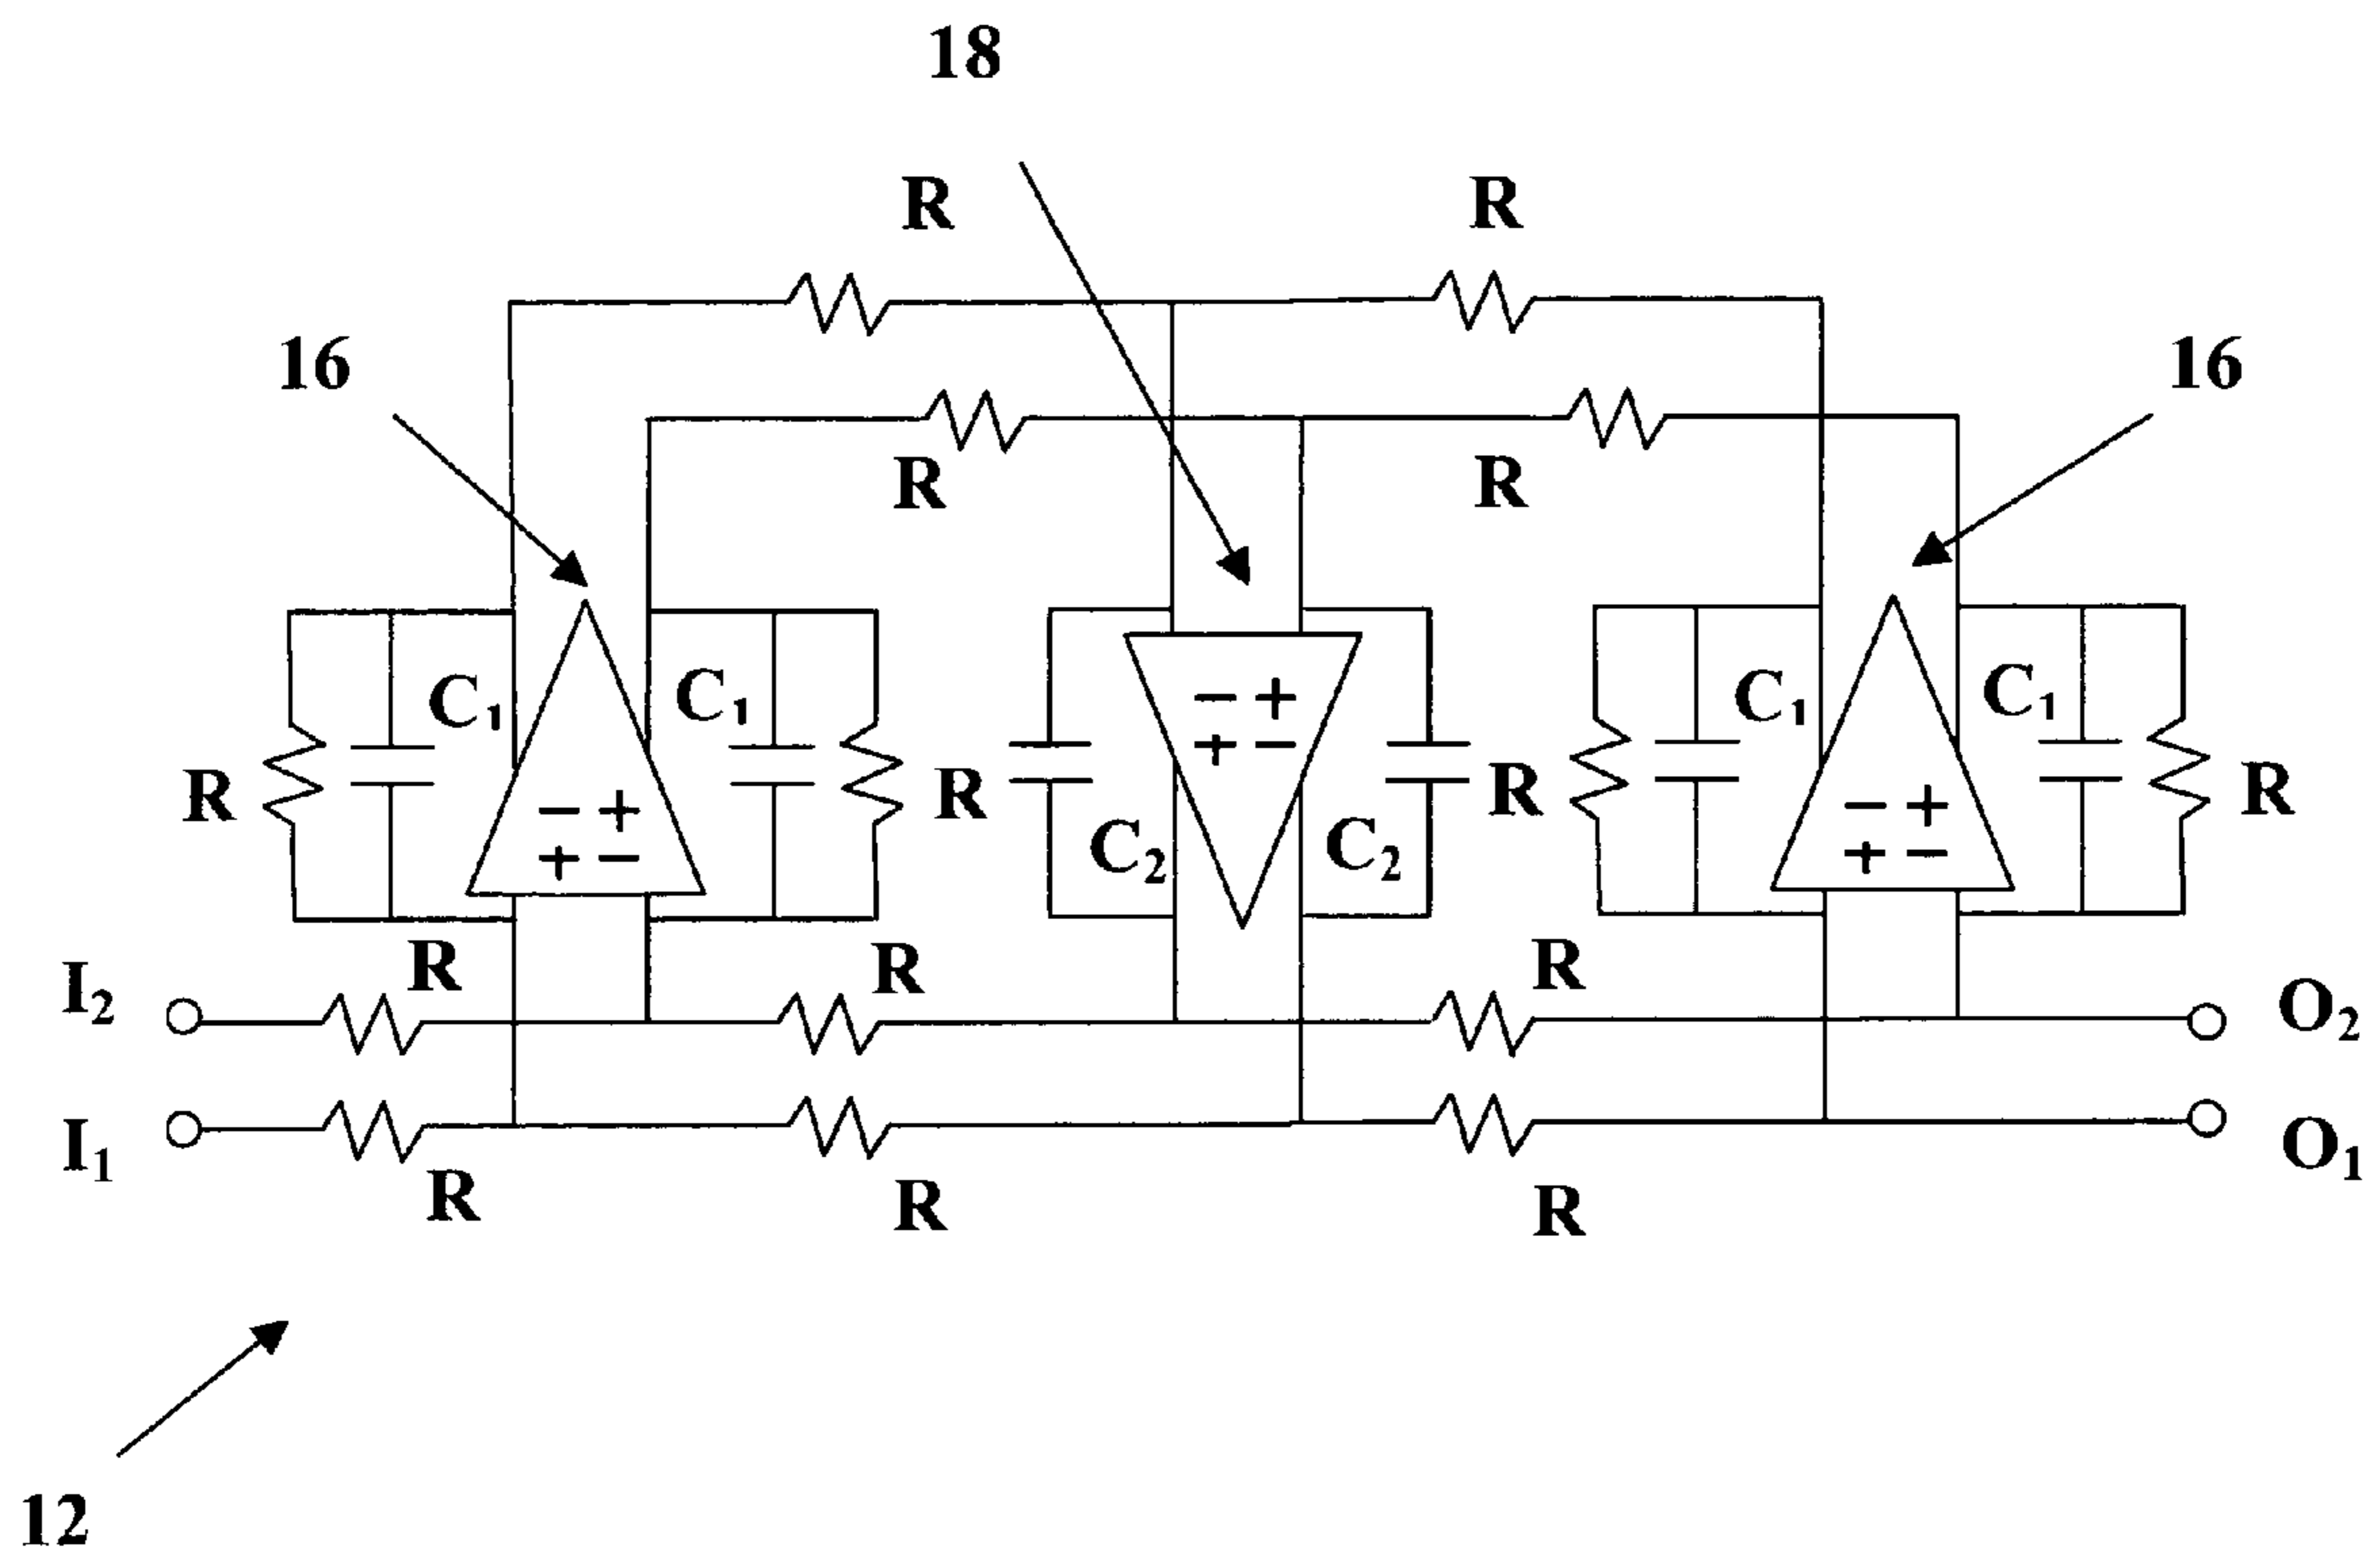 18
R R
16 16
R R
C₁ C₁ C₁ C₁
− + − + − +
+ − + − + −
R R R R
C₂ C₂
I₂ R R R O₂
I₁ R R R O₁
12